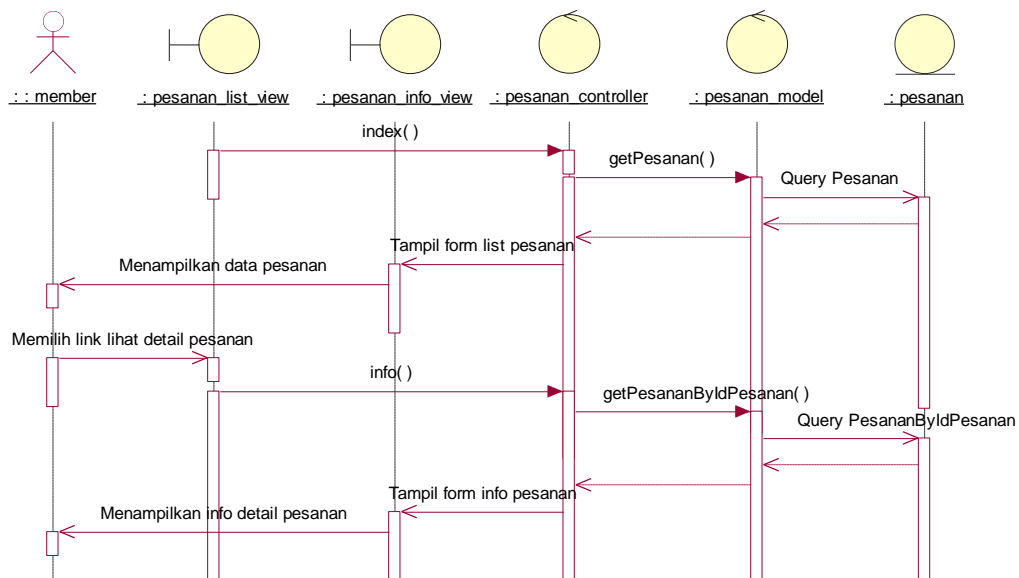 : : member
: pesanan_list_view
: pesanan_info_view
: pesanan_controller
: pesanan_model
: pesanan
index( )
getPesanan( )
Query Pesanan
Tampil form list pesanan
Menampilkan data pesanan
Memilih link lihat detail pesanan
info( )
getPesananByIdPesanan( )
Query PesananByIdPesanan
Tampil form info pesanan
Menampilkan info detail pesanan